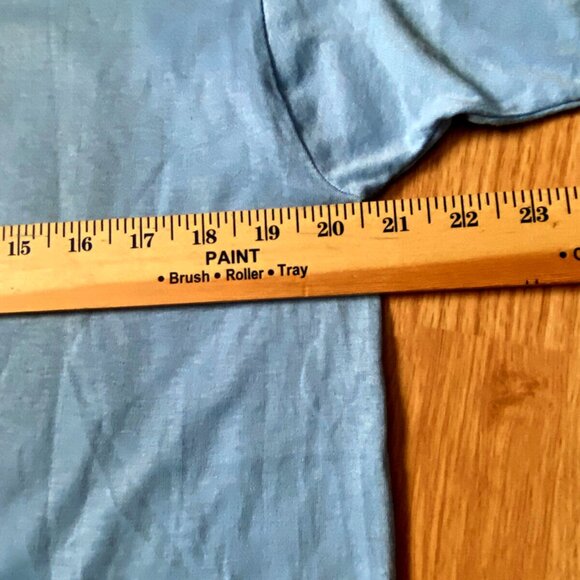 15 16 17 18 19 20 21 22 23
PAINT
• Brush • Roller • Tray